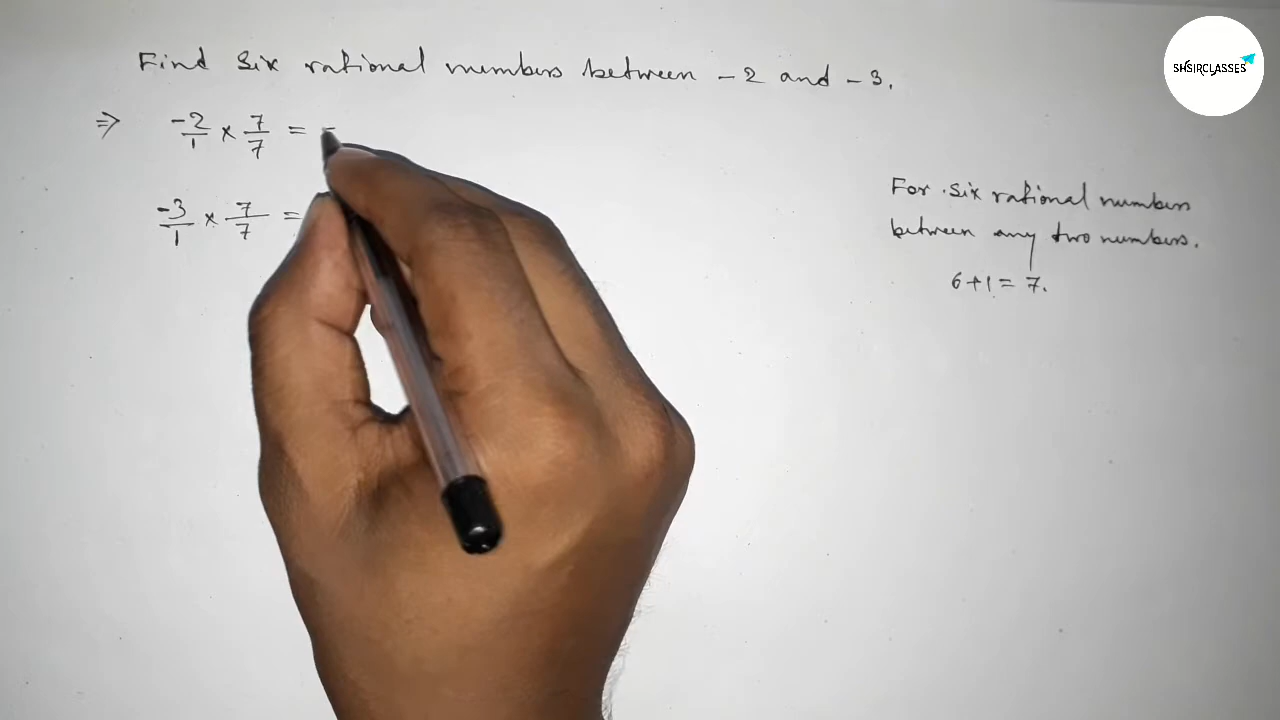 Find six rational numbers between -2 and -3.
⇒ -2/1 × 7/7 = -
-3/1 × 7/7 =
For six rational numbers
between any two numbers.
6+1 = 7.
SHSIRCLASSES